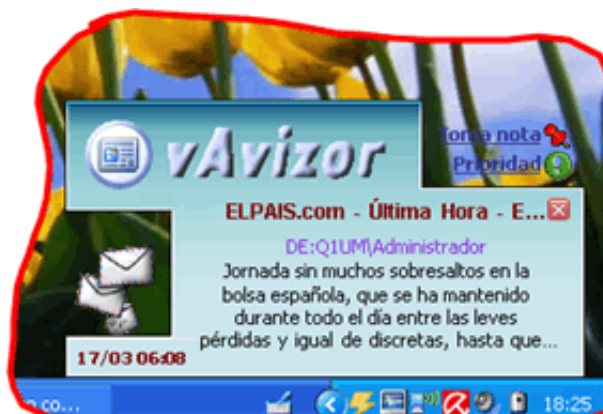 vAvizor
Toma nota
Prioridad
ELPAIS.com - Última Hora - E...
DE:Q1UM\Administrador
Jornada sin muchos sobresaltos en la
bolsa española, que se ha mantenido
durante todo el día entre las leves
pérdidas y igual de discretas, hasta que...
17/03 06:08
co...
18:25